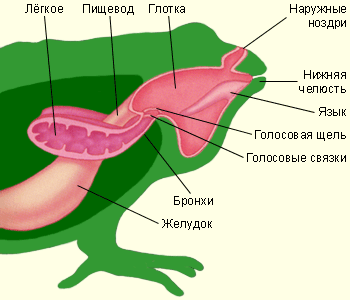 Лёгкое
Пищевод
Глотка
Наружные
ноздри
Нижняя
челюсть
Язык
Голосовая щель
Голосовые связки
Бронхи
Желудок